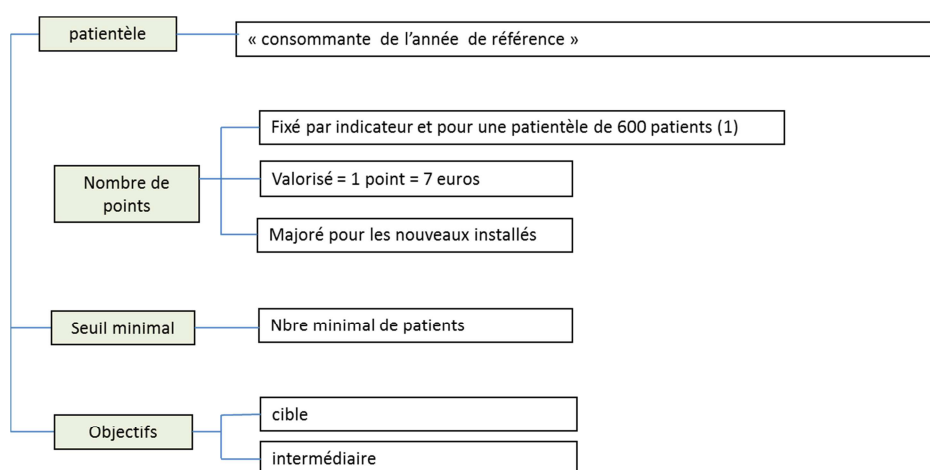 patientèle
« consommante de l'année de référence »
Fixé par indicateur et pour une patientèle de 600 patients (1)
Nombre de
points
Valorisé = 1 point = 7 euros
Majoré pour les nouveaux installés
Seuil minimal
Nbre minimal de patients
Objectifs
cible
intermédiaire